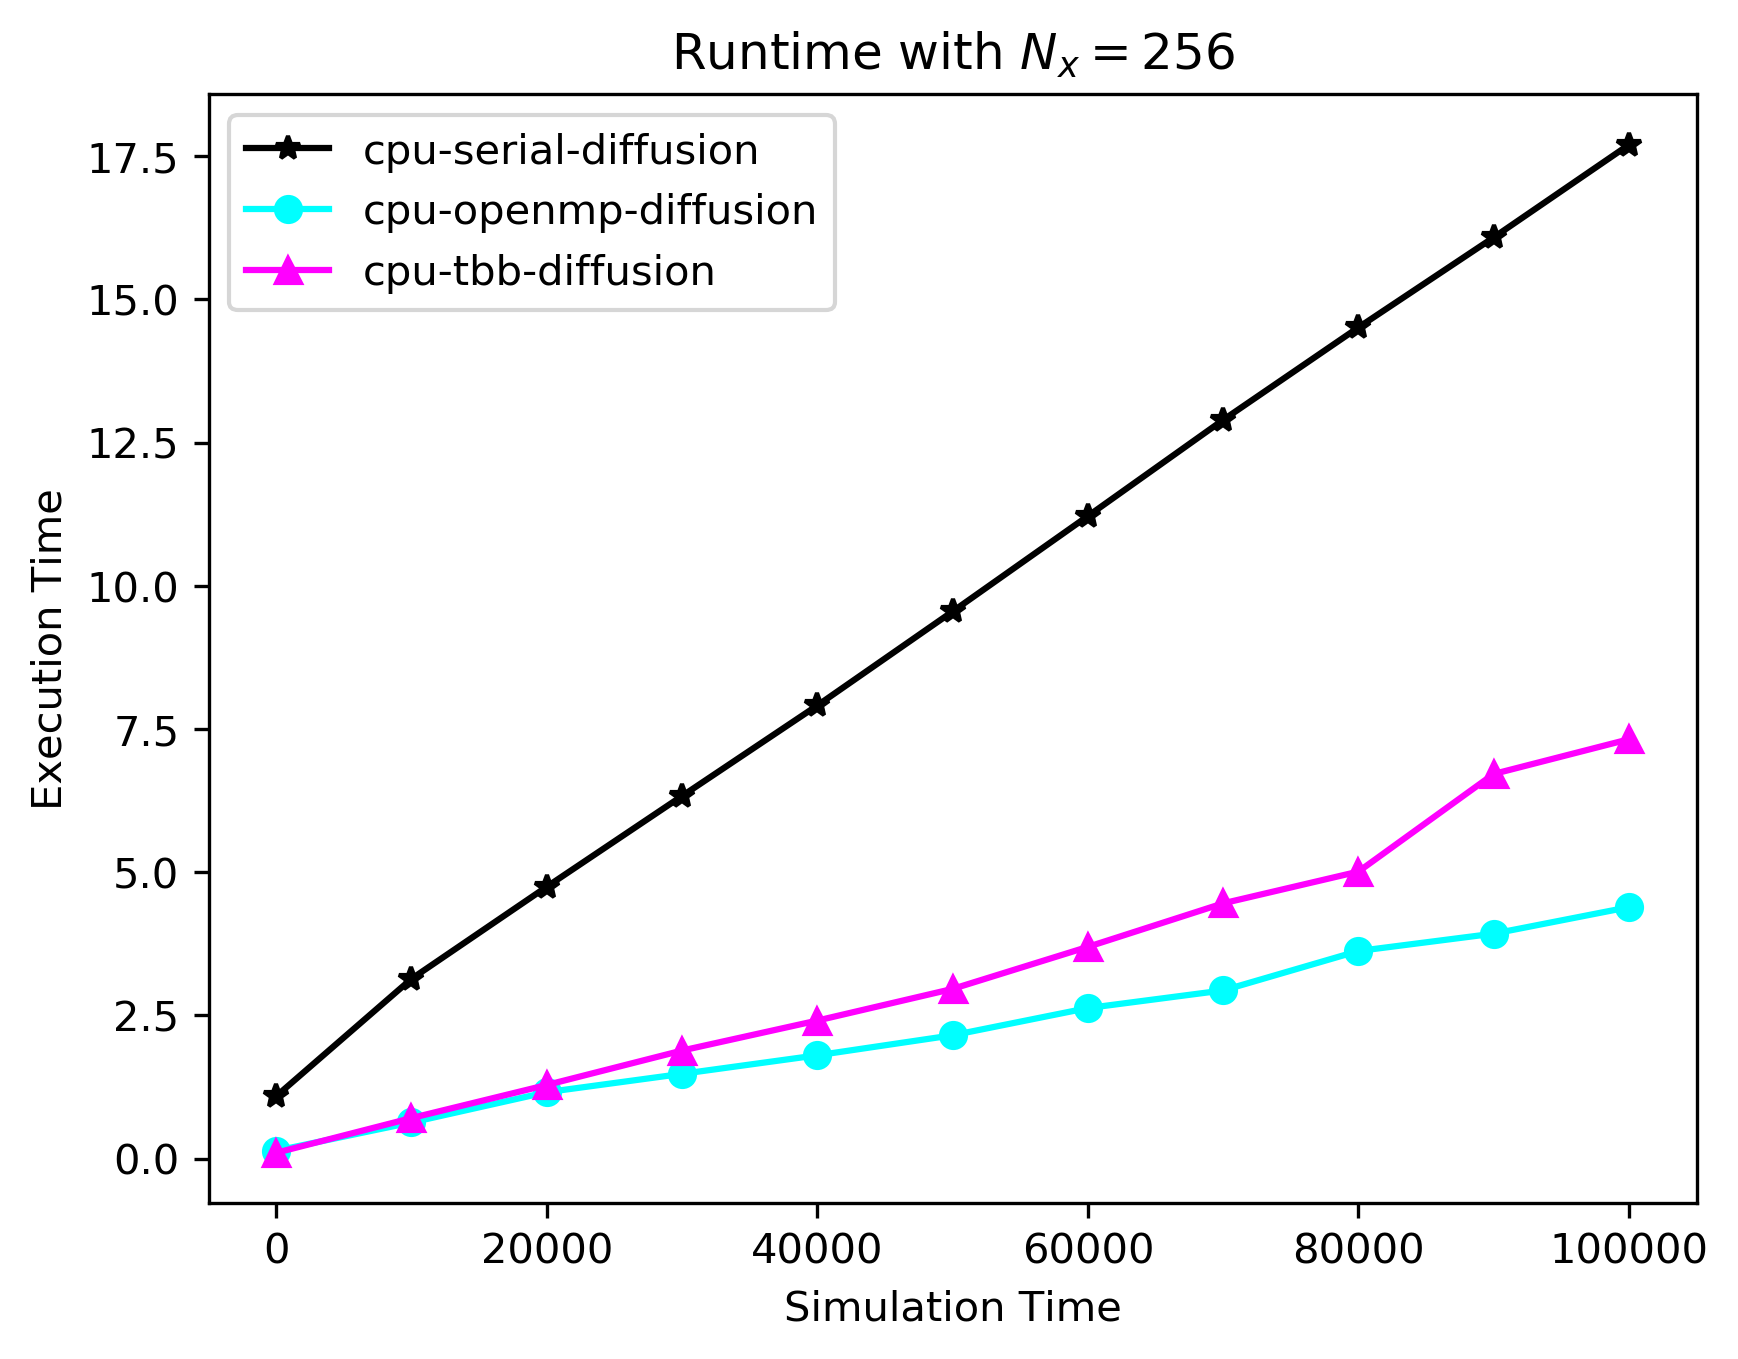 Runtime with Nₓ = 256
cpu-serial-diffusion
cpu-openmp-diffusion
cpu-tbb-diffusion
17.5
15.0
12.5
10.0
7.5
5.0
2.5
0.0
Execution Time
0 20000 40000 60000 80000 100000
Simulation Time